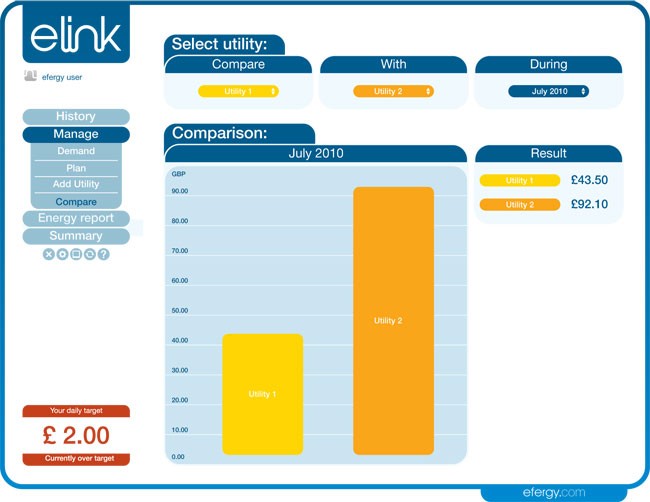 elink
efergy user
History
Manage
Demand
Plan
Add Utility
Compare
Energy report
Summary
?
Your daily target
£ 2.00
Currently over target
Select utility:
Compare
With
During
Utility 1
Utility 2
July 2010
Comparison:
July 2010
GBP
90.00
80.00
70.00
60.00
50.00
40.00
30.00
20.00
10.00
0.00
Utility 1
Utility 2
Result
Utility 1 £43.50
Utility 2 £92.10
efergy.com